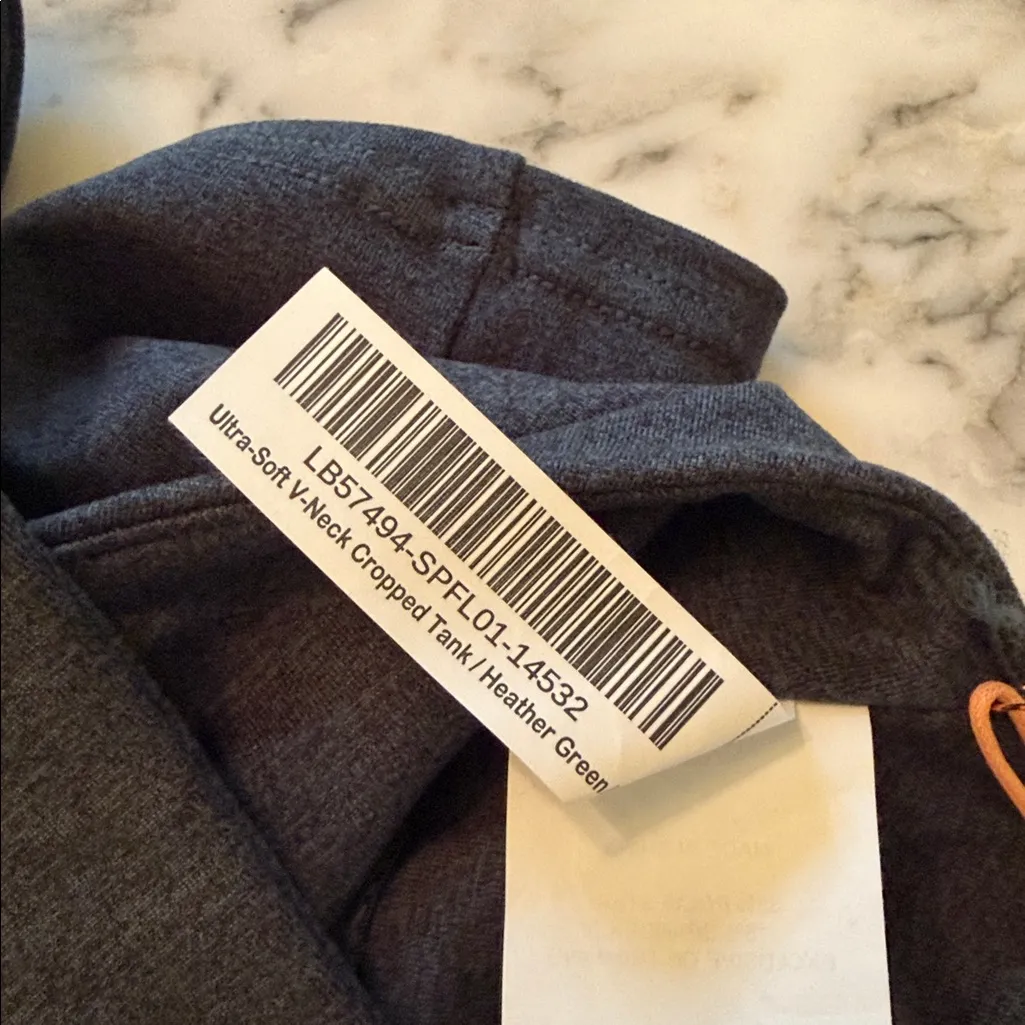 LB57494-SPFL01-14532
Ultra-Soft V-Neck Cropped Tank / Heather Green